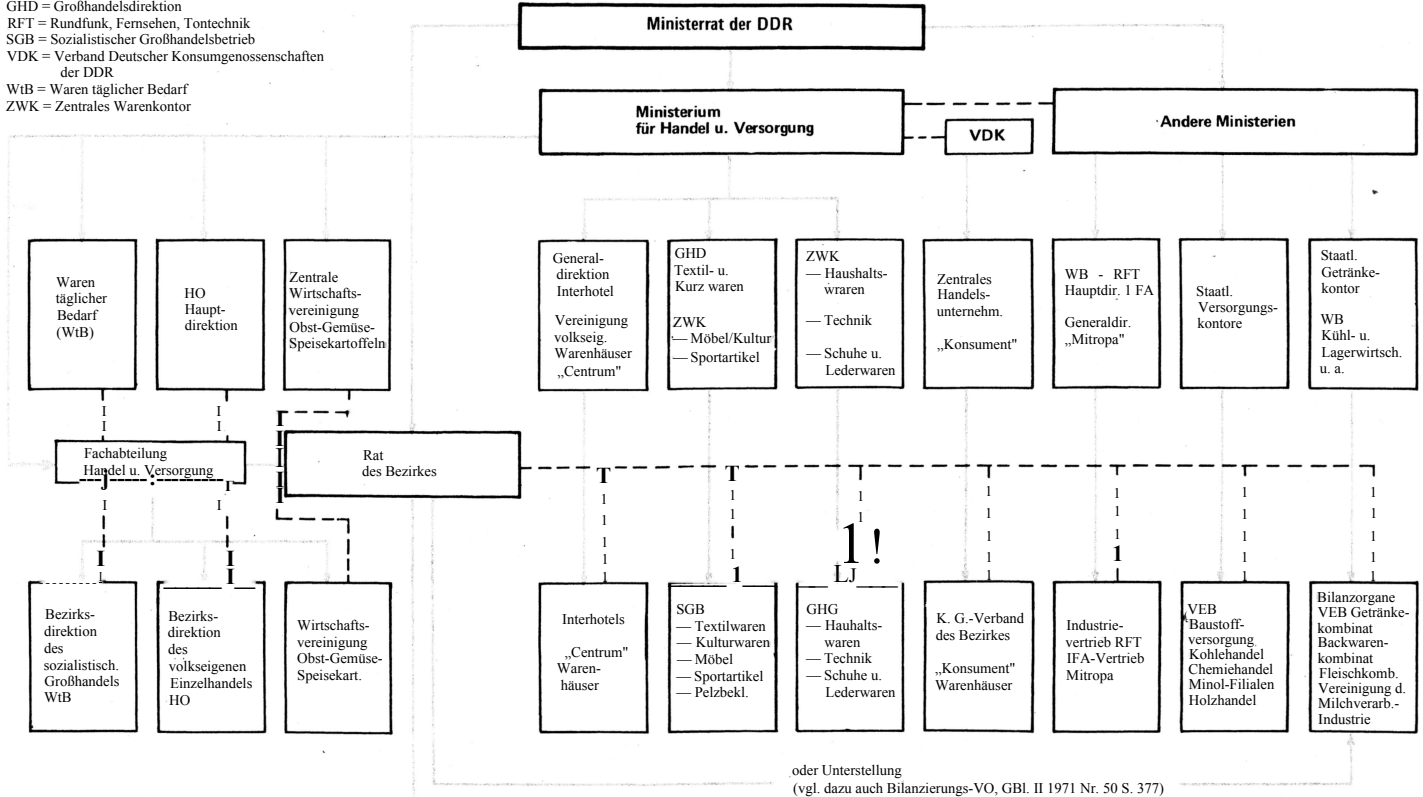 GHD = Großhandelsdirektion
RFT = Rundfunk, Fernsehen, Tontechnik
SGB = Sozialistischer Großhandelsbetrieb
VDK = Verband Deutscher Konsumgenossenschaften
der DDR
WtB = Waren täglicher Bedarf
ZWK = Zentrales Warenkontor
Ministerrat der DDR
Ministerium
für Handel u. Versorgung
VDK
Andere Ministerien
Waren
täglicher
Bedarf
(WtB)
HO
Haupt-
direktion
Zentrale
Wirtschafts-
vereinigung
Obst-Gemüse-
Speisekartoffeln
General-
direktion
Interhotel
Vereinigung
volkseig.
Warenhäuser
„Centrum"
GHD
Textil- u.
Kurz waren
ZWK
— Möbel/Kultur
— Sportartikel
ZWK
— Haushalts-
wraren
— Technik
— Schuhe u.
Lederwaren
Zentrales
Handels-
unternehm.
„Konsument"
WB - RFT
Hauptdir. 1 FA
Generaldir.
„Mitropa"
Staatl.
Versorgungs-
kontore
Staatl.
Getränke-
kontor
WB
Kühl- u.
Lagerwirtsch.
u. a.
Fachabteilung
Handel u. Versorgung
Rat
des Bezirkes
Bezirks-
direktion
des
sozialistisch.
Großhandels
WtB
Bezirks-
direktion
des
volkseigenen
Einzelhandels
HO
Wirtschafts-
vereinigung
Obst-Gemüse-
Speisekart.
Interhotels
„Centrum"
Waren-
häuser
SGB
— Textilwaren
— Kulturwaren
— Möbel
— Sportartikel
— Pelzbekl.
GHG
— Hauhalts-
waren
— Technik
— Schuhe u.
Lederwaren
K. G.-Verband
des Bezirkes
„Konsument"
Warenhäuser
Industrie-
vertrieb RFT
IFA-Vertrieb
Mitropa
VEB
Baustoff-
versorgung
Kohlehandel
Chemiehandel
Minol-Filialen
Holzhandel
Bilanzorgane
VEB Getränke-
kombinat
Backwaren-
kombinat
Fleischkomb.
Vereinigung d.
Milchverarb.-
Industrie
oder Unterstellung
(vgl. dazu auch Bilanzierungs-VO, GBl. II 1971 Nr. 50 S. 377)